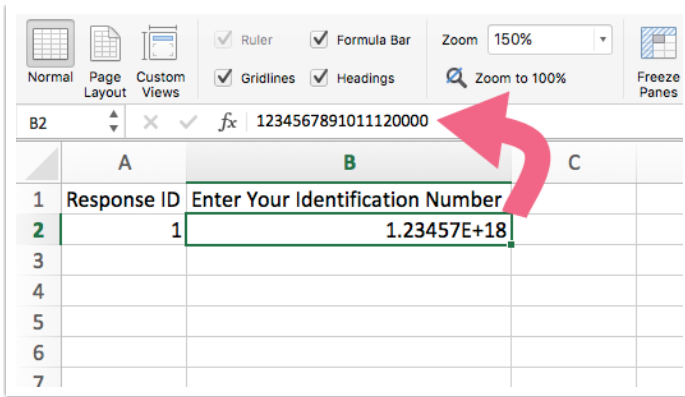 Ruler Formula Bar Zoom 150%
Normal Page Layout Custom Views Gridlines Headings Zoom to 100% Freeze Panes
B2 fx 1234567891011120000
A B C
1 Response ID Enter Your Identification Number
2 1 1.23457E+18
3
4
5
6
7